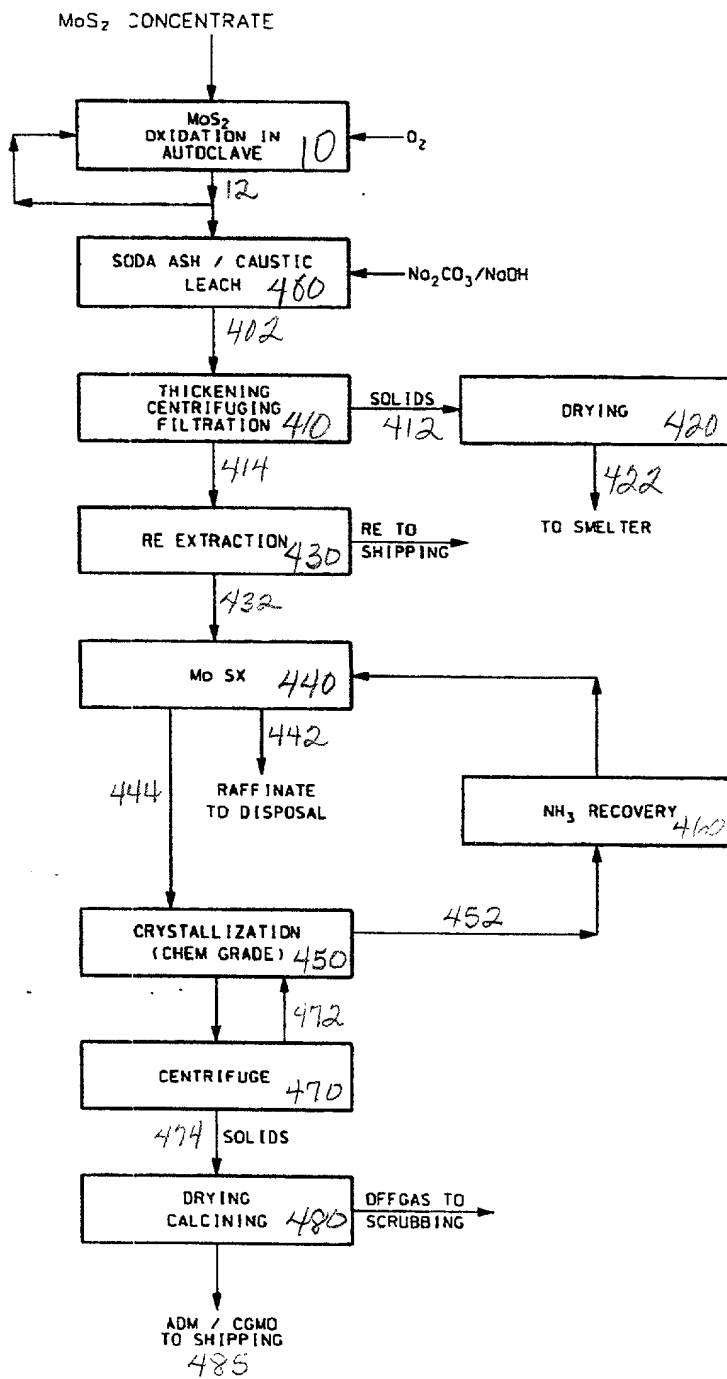 MoS₂ CONCENTRATE
MoS₂
OXIDATION IN
AUTOCLAVE 10
O₂
12
SODA ASH / CAUSTIC
LEACH 400
Na₂CO₃/NaOH
402
THICKENING
CENTRIFUGING
FILTRATION 410
SOLIDS
412
DRYING 420
414
422
TO SMELTER
RE EXTRACTION 430
RE TO
SHIPPING
432
Mo SX 440
442
444
RAFFINATE
TO DISPOSAL
NH₃ RECOVERY 460
CRYSTALLIZATION
(CHEM GRADE) 450
452
472
CENTRIFUGE 470
474 SOLIDS
DRYING
CALCINING 480
OFFGAS TO
SCRUBBING
ADM / CGMO
TO SHIPPING
485